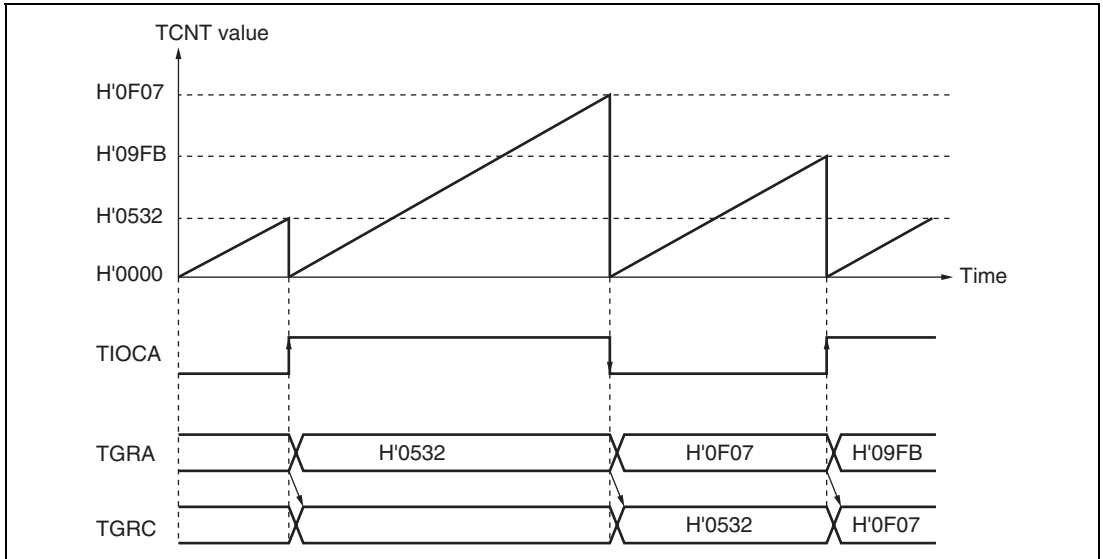 TCNT value
H'0F07
H'09FB
H'0532
H'0000
Time
TIOCA
TGRA H'0532 H'0F07 H'09FB
TGRC H'0532 H'0F07